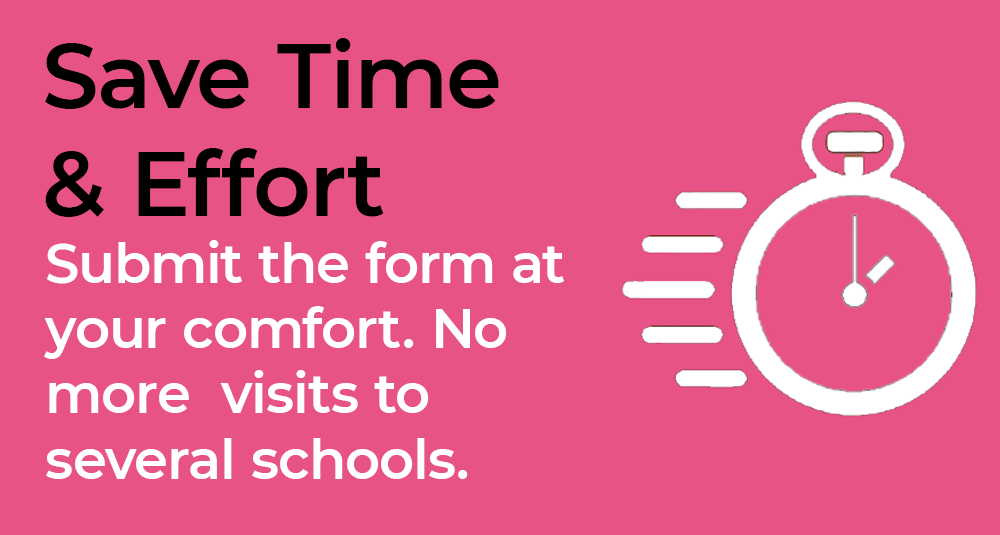 Save Time
& Effort
Submit the form at
your comfort. No
more  visits to
several schools.